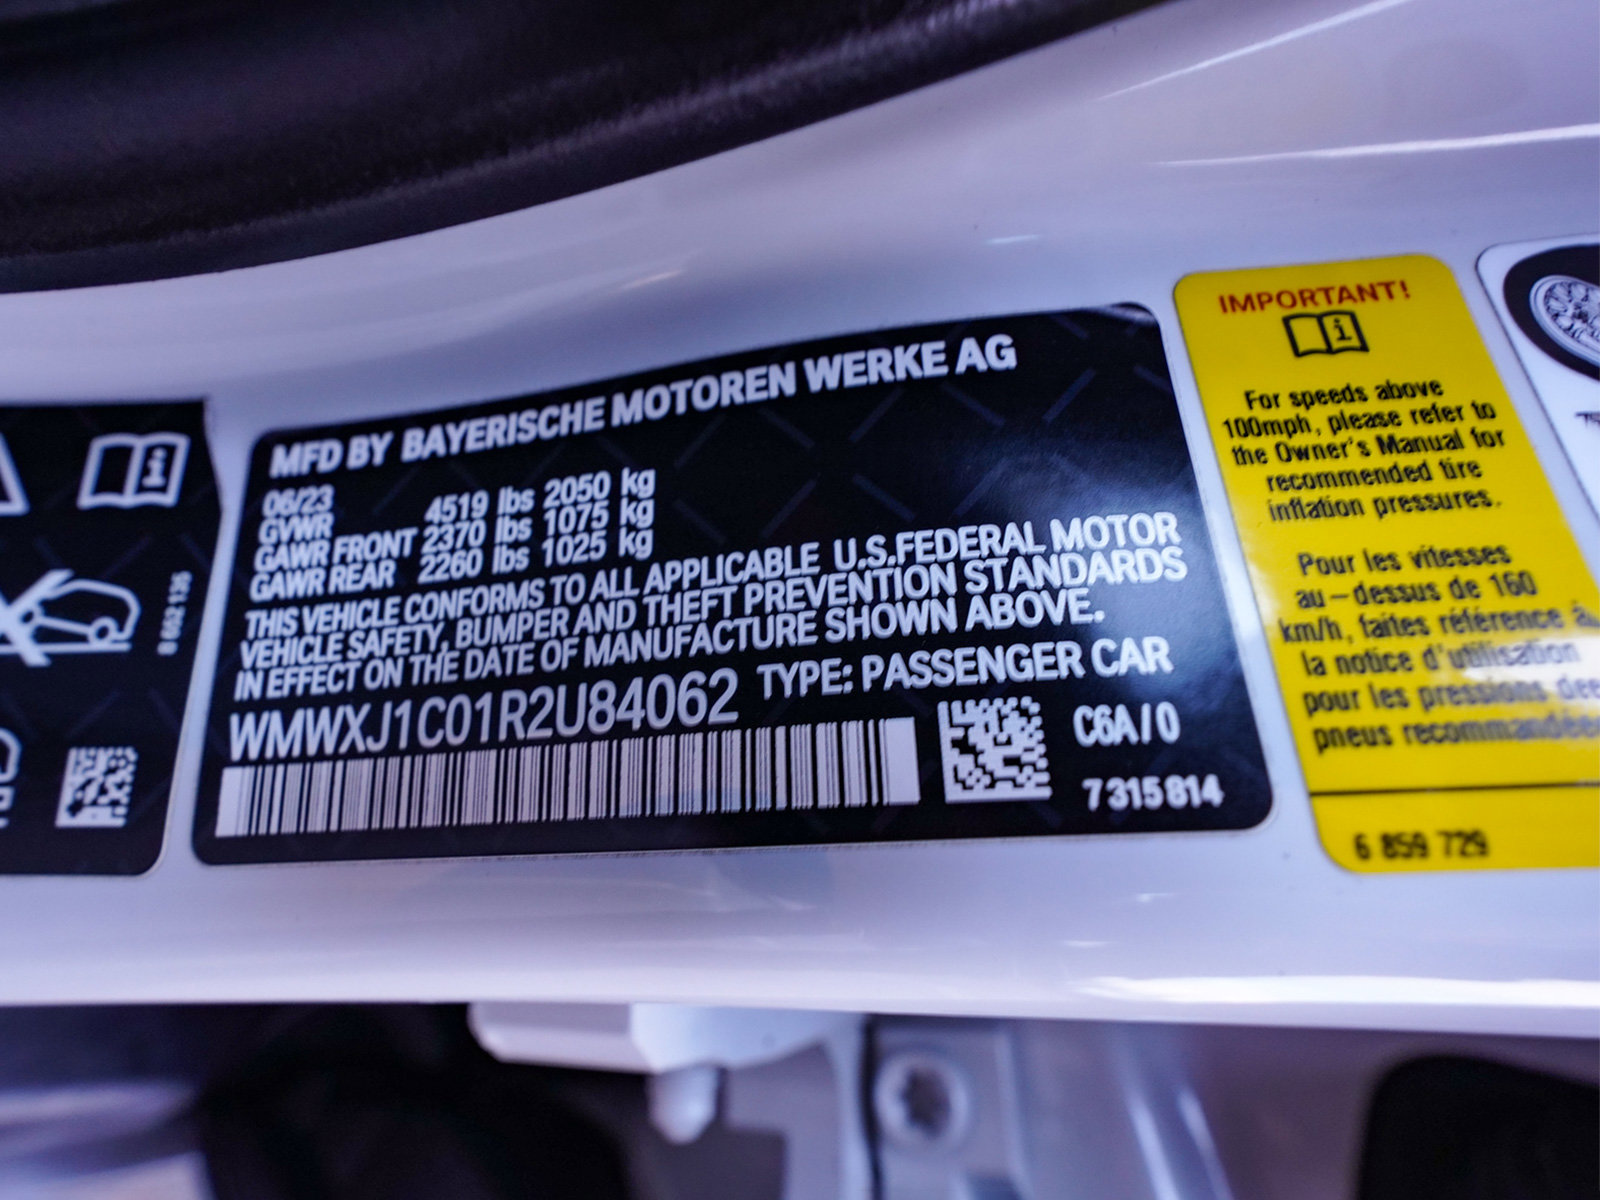 8 662 135
MFD BY BAYERISCHE MOTOREN WERKE AG
06/23
GVWR 4519 lbs 2050 kg
GAWR FRONT 2370 lbs 1075 kg
GAWR REAR 2260 lbs 1025 kg
THIS VEHICLE CONFORMS TO ALL APPLICABLE U.S.FEDERAL MOTOR
VEHICLE SAFETY, BUMPER AND THEFT PREVENTION STANDARDS
IN EFFECT ON THE DATE OF MANUFACTURE SHOWN ABOVE.
WMWXJ1C01R2U84062 TYPE: PASSENGER CAR
C6A/0
7315814
IMPORTANT!
For speeds above
100mph, please refer to
the Owner's Manual for
recommended tire
inflation pressures.
Pour les vitesses
au-dessus de 160
km/h, faites référence à
la notice d'utilisation
pour les pressions
pneus
6 859 729